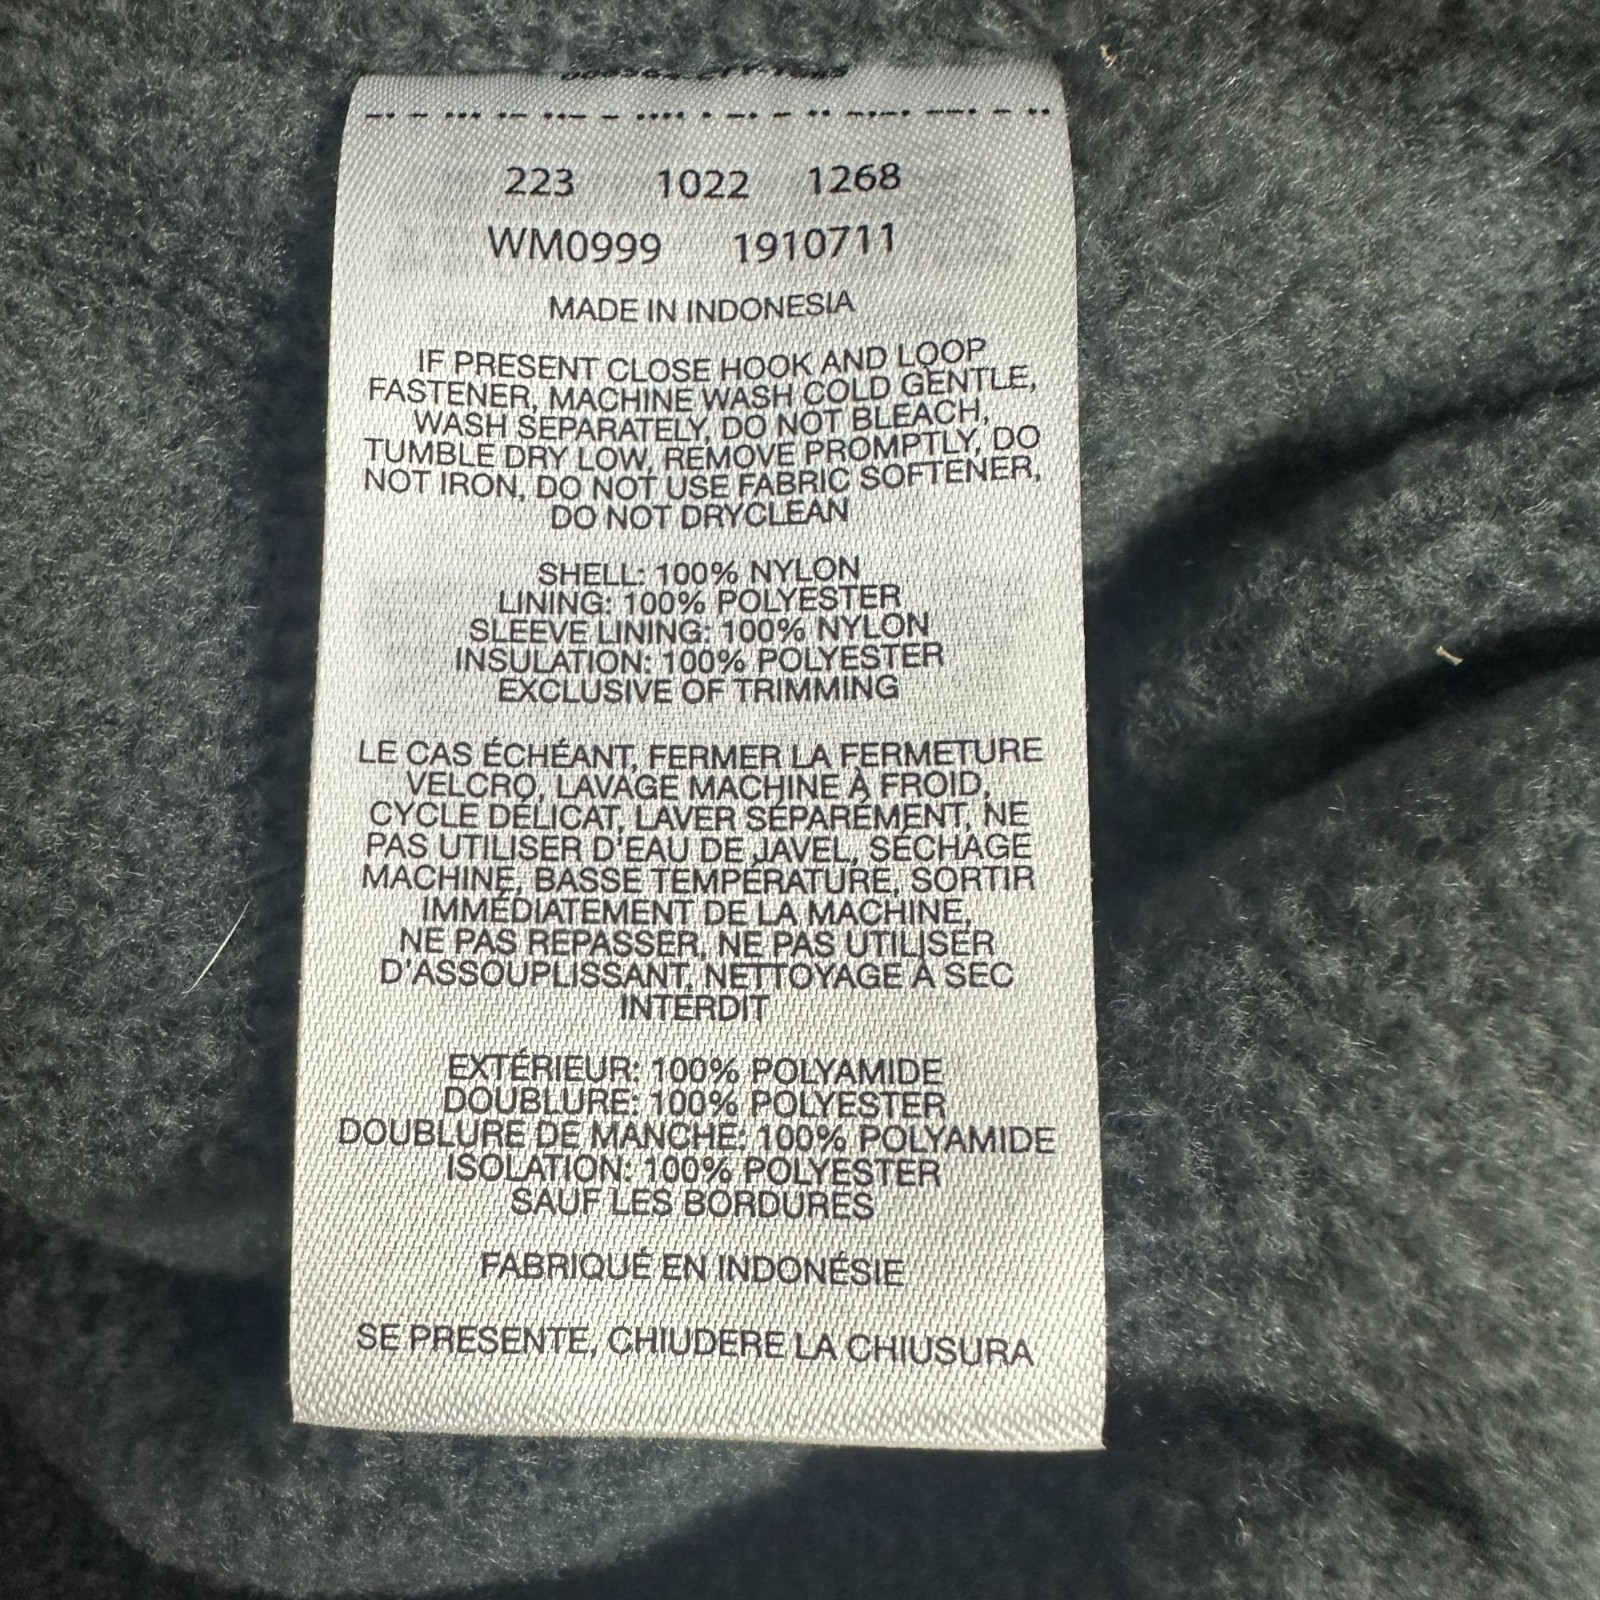 223 1022 1268
WM0999 1910711
MADE IN INDONESIA
IF PRESENT CLOSE HOOK AND LOOP
FASTENER, MACHINE WASH COLD GENTLE,
WASH SEPARATELY, DO NOT BLEACH,
TUMBLE DRY LOW, REMOVE PROMPTLY, DO
NOT IRON, DO NOT USE FABRIC SOFTENER,
DO NOT DRYCLEAN
SHELL: 100% NYLON
LINING: 100% POLYESTER
SLEEVE LINING: 100% NYLON
INSULATION: 100% POLYESTER
EXCLUSIVE OF TRIMMING
LE CAS ÉCHÉANT, FERMER LA FERMETURE
VELCRO, LAVAGE MACHINE À FROID,
CYCLE DÉLICAT, LAVER SÉPARÉMENT, NE
PAS UTILISER D'EAU DE JAVEL, SÉCHAGE
MACHINE, BASSE TEMPÉRATURE, SORTIR
IMMÉDIATEMENT DE LA MACHINE,
NE PAS REPASSER, NE PAS UTILISER
D'ASSOUPLISSANT, NETTOYAGE À SEC
INTERDIT
EXTÉRIEUR: 100% POLYAMIDE
DOUBLURE: 100% POLYESTER
DOUBLURE DE MANCHE: 100% POLYAMIDE
ISOLATION: 100% POLYESTER
SAUF LES BORDURES
FABRIQUÉ EN INDONÉSIE
SE PRESENTE, CHIUDERE LA CHIUSURA